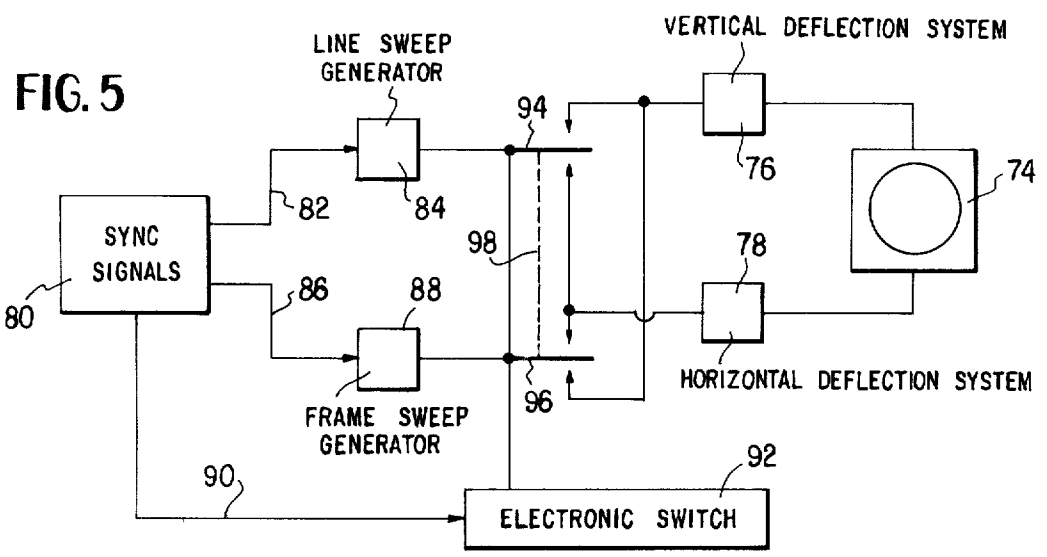 FIG. 5
LINE SWEEP
GENERATOR
VERTICAL DEFLECTION SYSTEM
94
76
74
82
84
SYNC
SIGNALS
98
78
80
86
88
HORIZONTAL DEFLECTION SYSTEM
96
FRAME SWEEP
GENERATOR
92
90
ELECTRONIC SWITCH